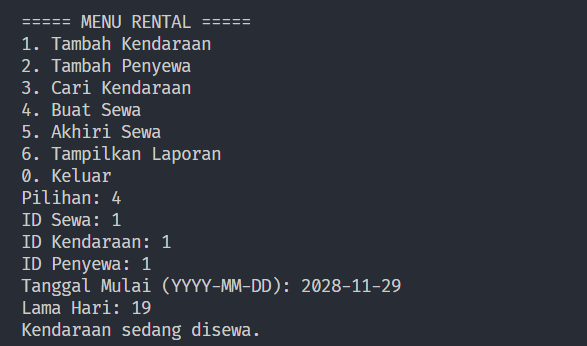 ===== MENU RENTAL =====
1. Tambah Kendaraan
2. Tambah Penyewa
3. Cari Kendaraan
4. Buat Sewa
5. Akhiri Sewa
6. Tampilkan Laporan
0. Keluar
Pilihan: 4
ID Sewa: 1
ID Kendaraan: 1
ID Penyewa: 1
Tanggal Mulai (YYYY-MM-DD): 2028-11-29
Lama Hari: 19
Kendaraan sedang disewa.